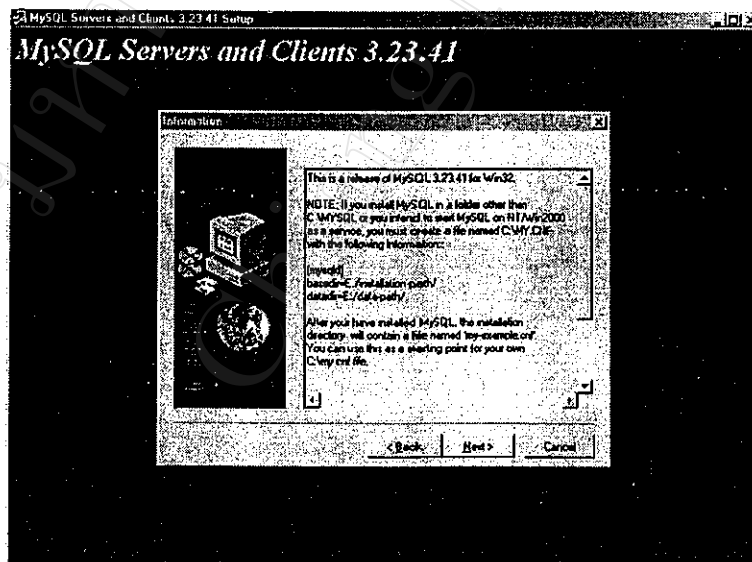 MySQL Servers and Clients 3.23.41 Setup
MySQL Servers and Clients 3.23.41
Information
This is a release of MySQL 3.23.41 for Win32.
NOTE: If you install MySQL in a folder other then
C:\MYSQL or you intend to start MySQL on NT/Win2000
as a service, you must create a file named C:\MY.CNF
with the following information::
[mysqld]
basedir=E:/installation-path/
datadir=E:/data-path/
After your have installed MySQL, the installation
directory will contain a file named 'my-example.cnf'
You can use this as a starting point for your own
C:\my.cnf file.
< Back
Next >
Cancel